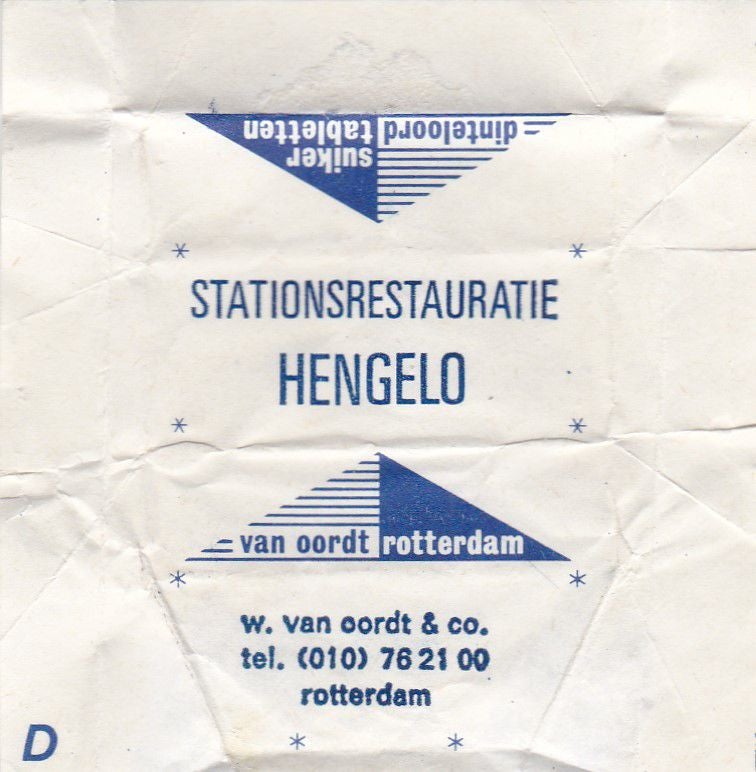 dinteloord tabletten
suiker
STATIONSRESTAURATIE
HENGELO
van oordt rotterdam
w. van oordt & co.
tel. (010) 76 21 00
rotterdam
D